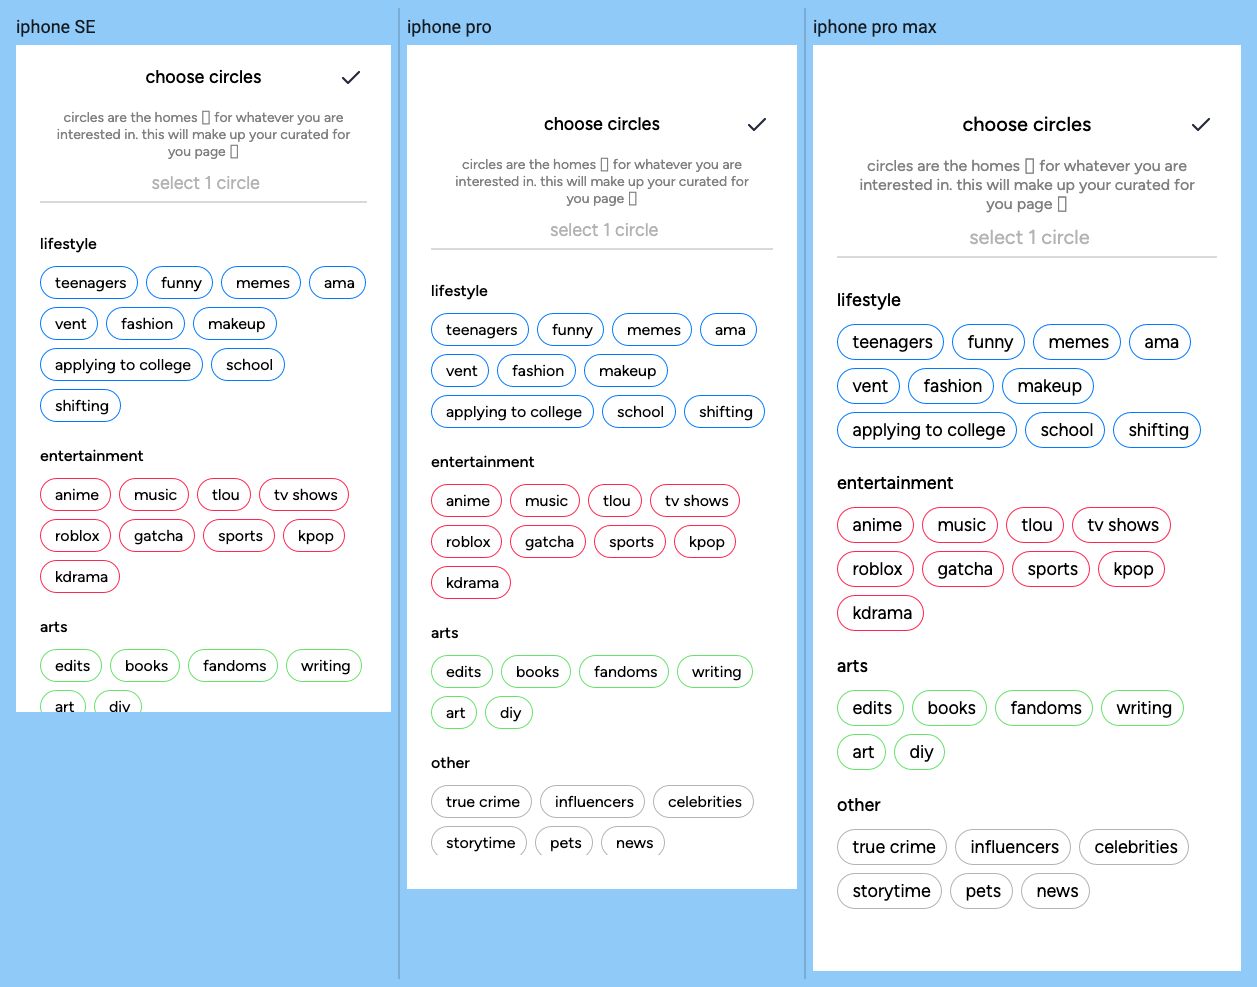 iphone SE
choose circles
circles are the homes for whatever you are
interested in. this will make up your curated for
you page
select 1 circle
lifestyle
teenagers funny memes ama
vent fashion makeup
applying to college school
shifting
entertainment
anime music tlou tv shows
roblox gatcha sports kpop
kdrama
arts
edits books fandoms writing
art diy
iphone pro
choose circles
circles are the homes for whatever you are
interested in. this will make up your curated for
you page
select 1 circle
lifestyle
teenagers funny memes ama
vent fashion makeup
applying to college school shifting
entertainment
anime music tlou tv shows
roblox gatcha sports kpop
kdrama
arts
edits books fandoms writing
art diy
other
true crime influencers celebrities
storytime pets news
iphone pro max
choose circles
circles are the homes for whatever you are
interested in. this will make up your curated for
you page
select 1 circle
lifestyle
teenagers funny memes ama
vent fashion makeup
applying to college school shifting
entertainment
anime music tlou tv shows
roblox gatcha sports kpop
kdrama
arts
edits books fandoms writing
art diy
other
true crime influencers celebrities
storytime pets news